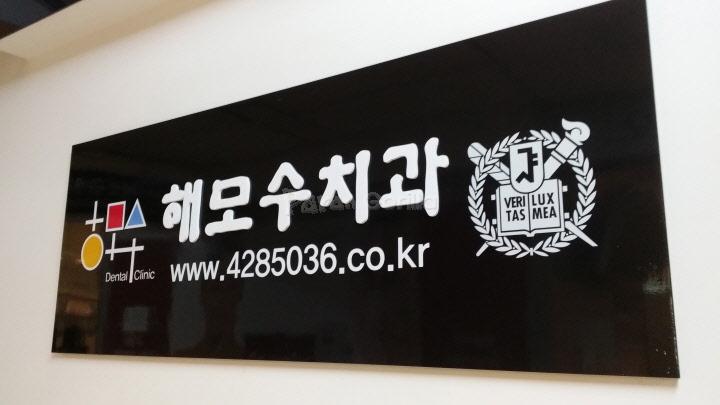 해모수치과
Dental Clinic
www.4285036.co.kr
VERI LUX
TAS MEA